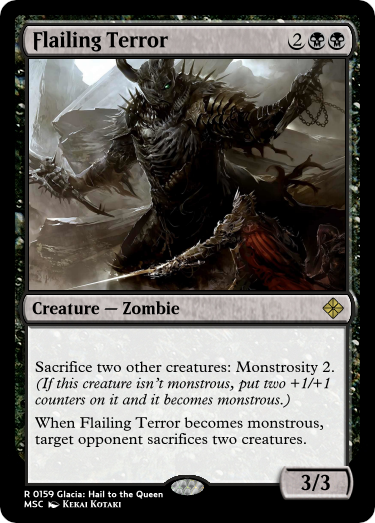 Flailing Terror 2
Creature — Zombie
Sacrifice two other creatures: Monstrosity 2.
(If this creature isn't monstrous, put two +1/+1
counters on it and it becomes monstrous.)
When Flailing Terror becomes monstrous,
target opponent sacrifices two creatures.
3/3
R 0159 Glacia: Hail to the Queen
MSC Kekai Kotaki